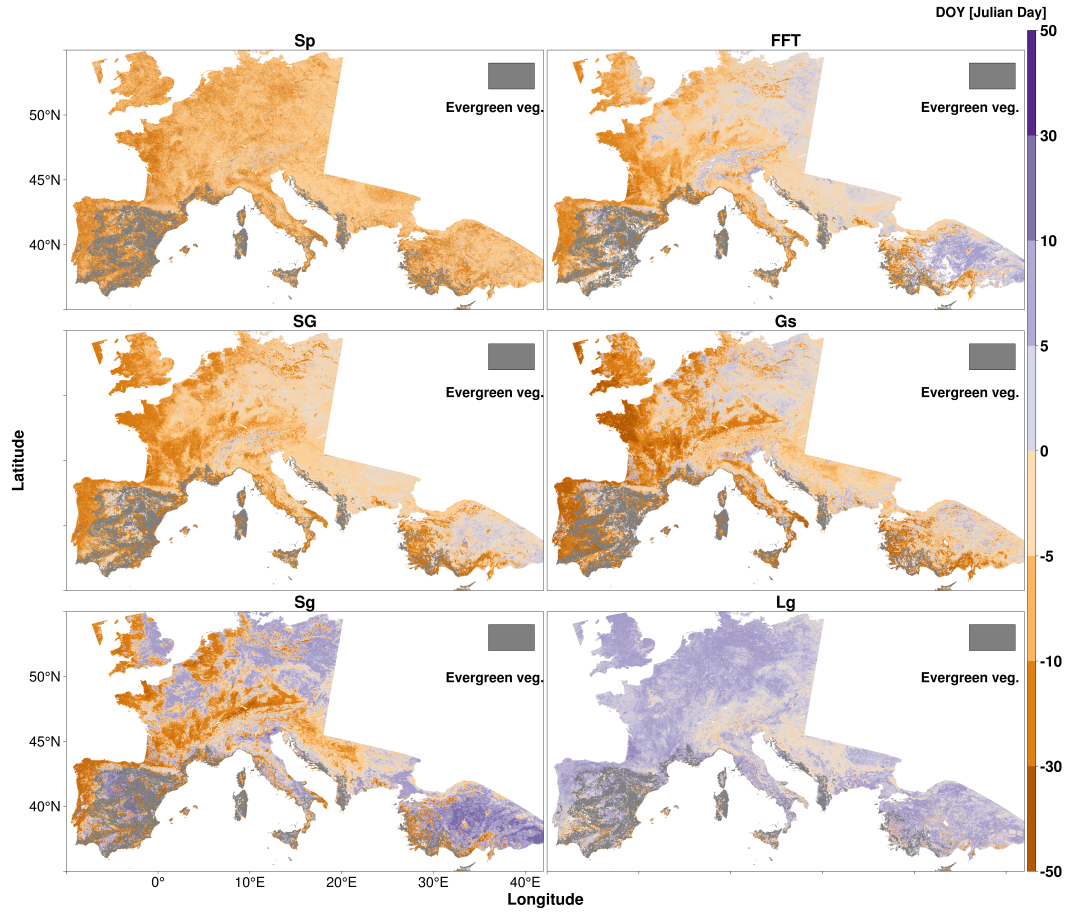 DOY [Julian Day]
Sp
FFT
Evergreen veg.
Evergreen veg.
50°N
45°N
40°N
SG
Gs
Evergreen veg.
Evergreen veg.
Latitude
Sg
Lg
Evergreen veg.
Evergreen veg.
50°N
45°N
40°N
0°
10°E
20°E
30°E
40°E
Longitude
50
30
10
5
0
-5
-10
-30
-50